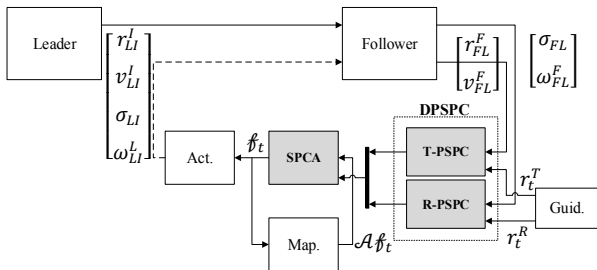 Leader
Follower
r_{LI}^{I}
v_{LI}^{I}
σ_{LI}
ω_{LI}^{L}
r_{FL}^{F}
v_{FL}^{F}
σ_{FL}
ω_{FL}^{F}
DPSPC
T-PSPC
R-PSPC
SPCA
Act.
Map.
Guid.
𝒻_t
𝒜𝒻_t
r_t^T
r_t^R